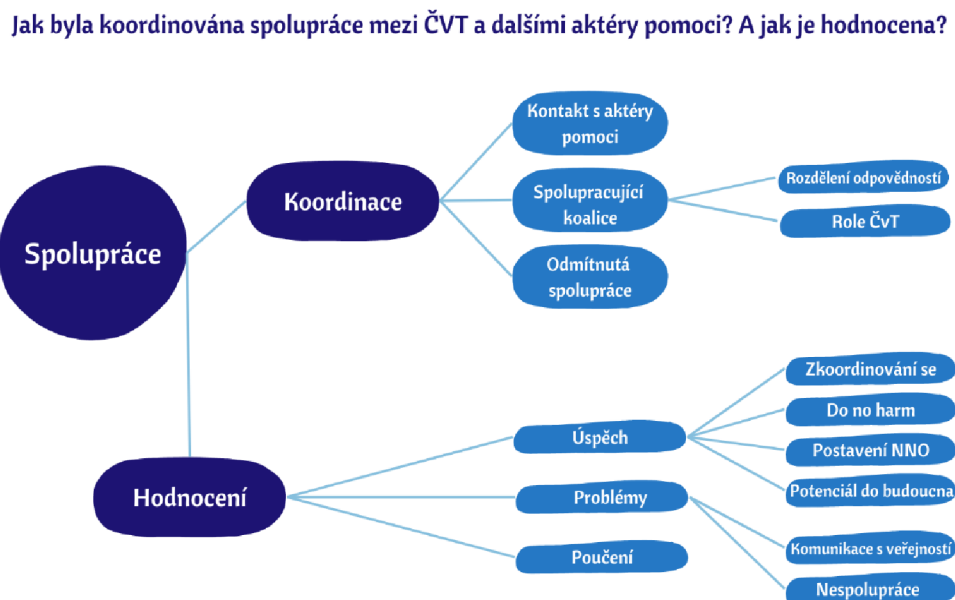 Jak byla koordinována spolupráce mezi ČVT a dalšími aktéry pomoci? A jak je hodnocena?
Spolupráce
Koordinace
Kontakt s aktéry
pomoci
Spolupracující
koalice
Rozdělení odpovědností
Role ČvT
Odmítnutá
spolupráce
Hodnocení
Úspěch
Zkoordinování se
Do no harm
Postavení NNO
Potenciál do budoucna
Problémy
Komunikace s veřejností
Nespolupráce
Poučení